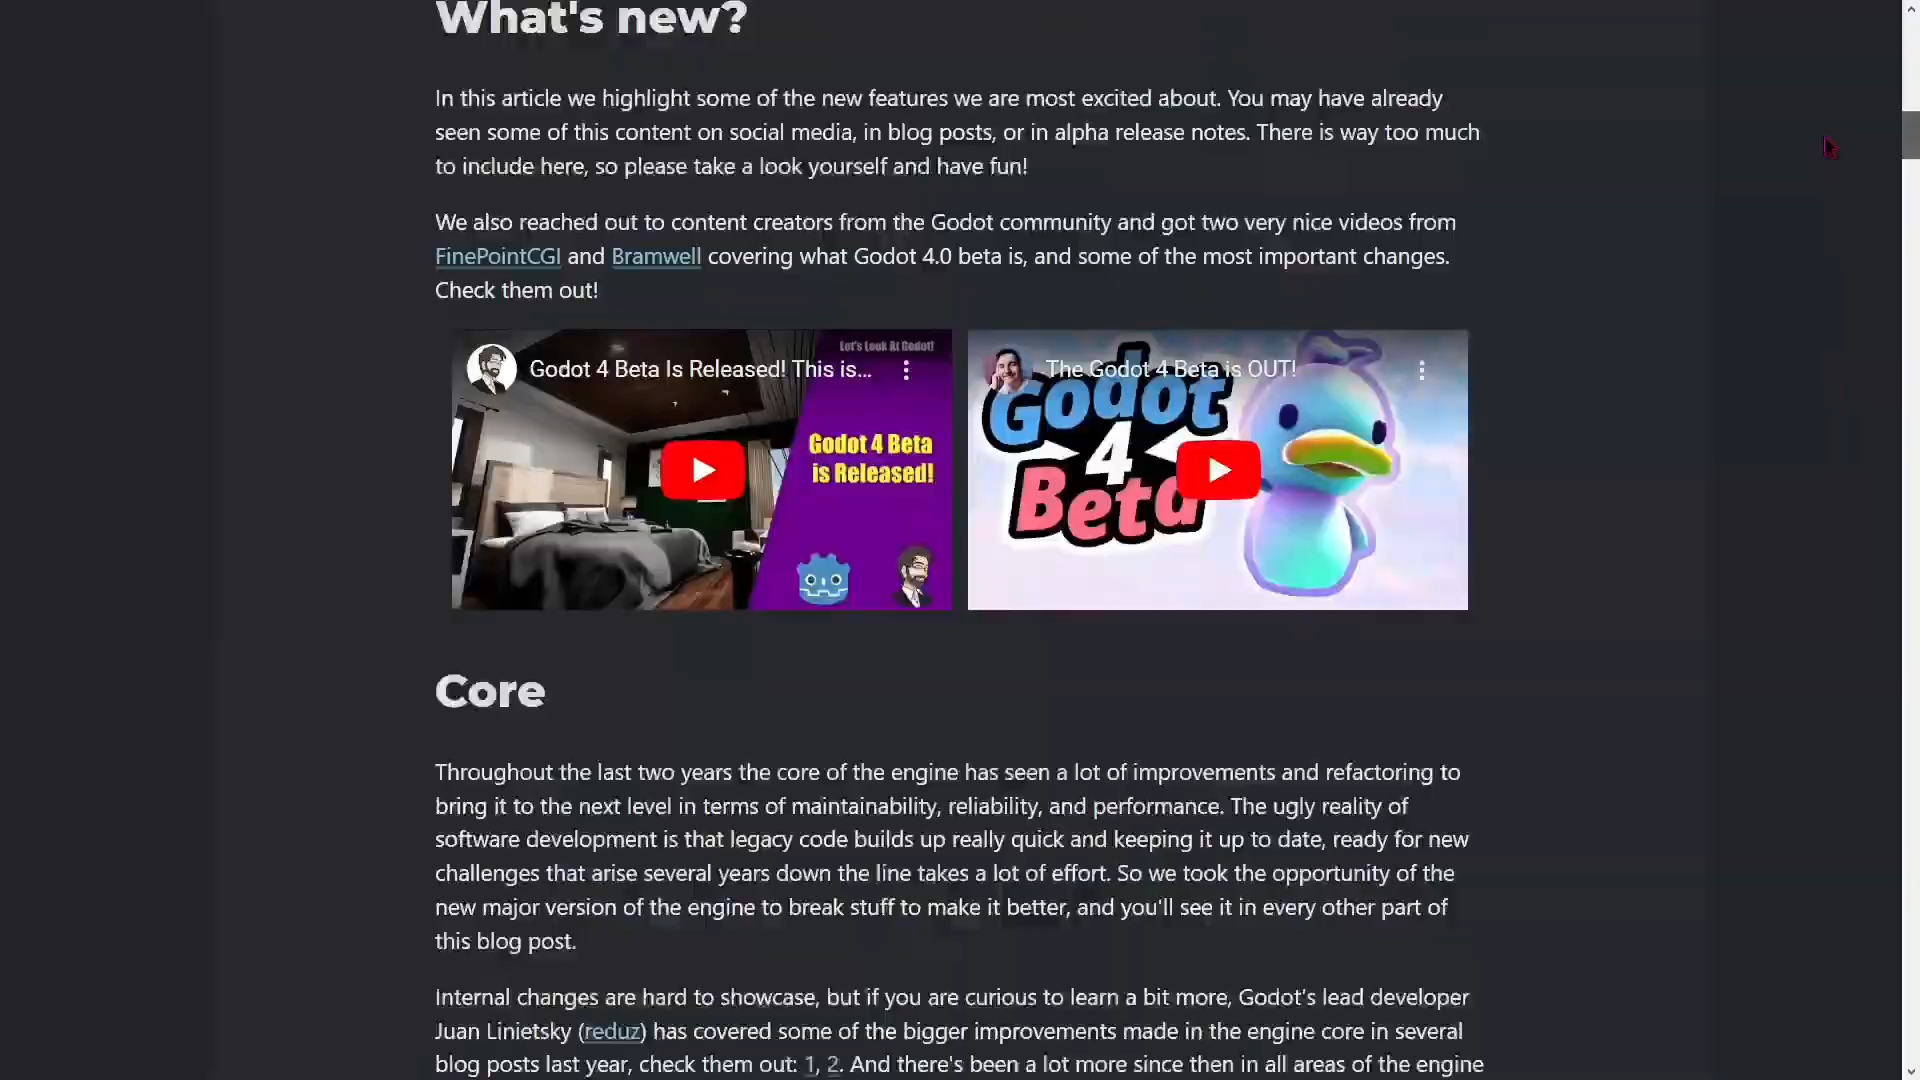 What's new?
In this article we highlight some of the new features we are most excited about. You may have already
seen some of this content on social media, in blog posts, or in alpha release notes. There is way too much
to include here, so please take a look yourself and have fun!
We also reached out to content creators from the Godot community and got two very nice videos from
FinePointCGI and Bramwell covering what Godot 4.0 beta is, and some of the most important changes.
Check them out!
Let's Look At Godot!
Godot 4 Beta Is Released! This is...
Godot 4 Beta
is Released!
The Godot 4 Beta is OUT!
Godot
4
Beta
Core
Throughout the last two years the core of the engine has seen a lot of improvements and refactoring to
bring it to the next level in terms of maintainability, reliability, and performance. The ugly reality of
software development is that legacy code builds up really quick and keeping it up to date, ready for new
challenges that arise several years down the line takes a lot of effort. So we took the opportunity of the
new major version of the engine to break stuff to make it better, and you'll see it in every other part of
this blog post.
Internal changes are hard to showcase, but if you are curious to learn a bit more, Godot's lead developer
Juan Linietsky (reduz) has covered some of the bigger improvements made in the engine core in several
blog posts last year, check them out: 1, 2. And there's been a lot more since then in all areas of the engine